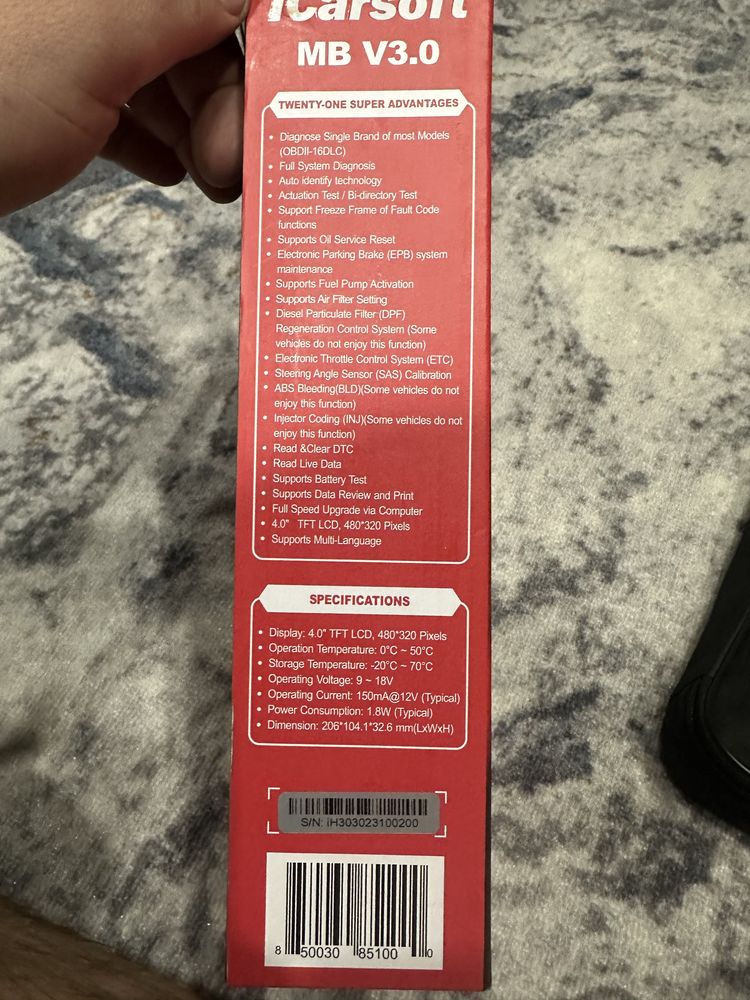 iCarsoft
MB V3.0
TWENTY-ONE SUPER ADVANTAGES
• Diagnose Single Brand of most Models
(OBDII-16DLC)
• Full System Diagnosis
• Auto identify technology
• Actuation Test / Bi-directory Test
• Support Freeze Frame of Fault Code
functions
• Supports Oil Service Reset
• Electronic Parking Brake (EPB) system
maintenance
• Supports Fuel Pump Activation
• Supports Air Filter Setting
• Diesel Particulate Filter (DPF)
Regeneration Control System (Some
vehicles do not enjoy this function)
• Electronic Throttle Control System (ETC)
• Steering Angle Sensor (SAS) Calibration
• ABS Bleeding(BLD)(Some vehicles do not
enjoy this function)
• Injector Coding (INJ)(Some vehicles do not
enjoy this function)
• Read &Clear DTC
• Read Live Data
• Supports Battery Test
• Supports Data Review and Print
• Full Speed Upgrade via Computer
• 4.0" TFT LCD, 480*320 Pixels
• Supports Multi-Language
SPECIFICATIONS
• Display: 4.0" TFT LCD, 480*320 Pixels
• Operation Temperature: 0°C ~ 50°C
• Storage Temperature: -20°C ~ 70°C
• Operating Voltage: 9 ~ 18V
• Operating Current: 150mA@12V (Typical)
• Power Consumption: 1.8W (Typical)
• Dimension: 206*104.1*32.6 mm(LxWxH)
S/N: iH303023100200
8 50030 85100 0